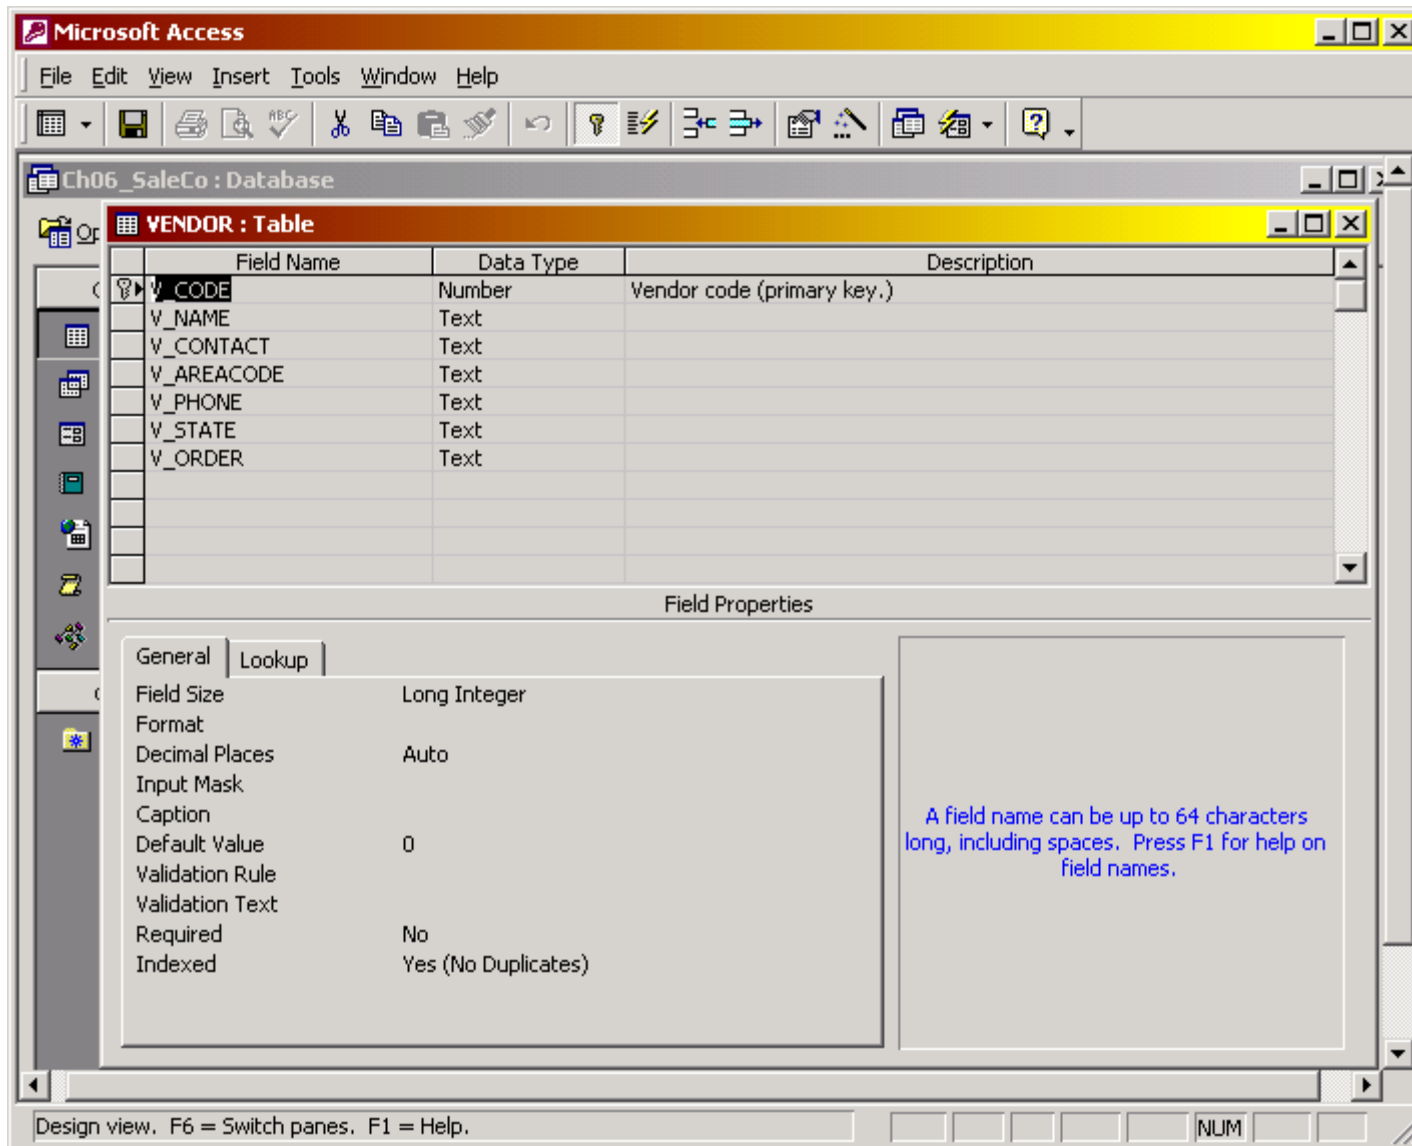 Microsoft Access
File Edit View Insert Tools Window Help
ABC
Ch06_SaleCo : Database
Op
VENDOR : Table
Field Name Data Type Description
V_CODE Number Vendor code (primary key.)
V_NAME Text
V_CONTACT Text
V_AREACODE Text
V_PHONE Text
V_STATE Text
V_ORDER Text
Field Properties
General Lookup
Field Size Long Integer
Format
Decimal Places Auto
Input Mask
Caption
Default Value 0
Validation Rule
Validation Text
Required No
Indexed Yes (No Duplicates)
A field name can be up to 64 characters
long, including spaces. Press F1 for help on
field names.
Design view. F6 = Switch panes. F1 = Help.
NUM